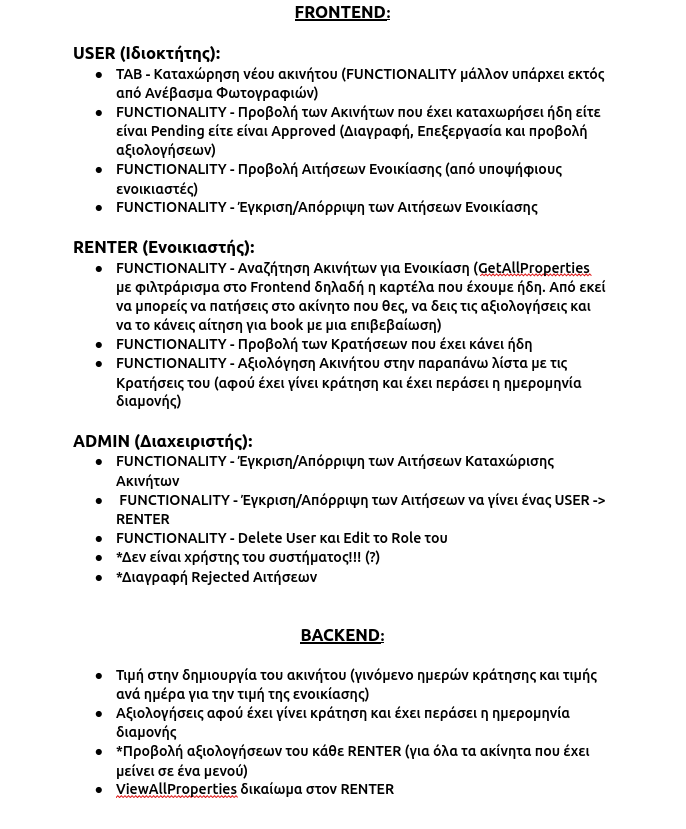 FRONTEND:
USER (Ιδιοκτήτης):
● TAB - Καταχώρηση νέου ακινήτου (FUNCTIONALITY μάλλον υπάρχει εκτός
από Ανέβασμα Φωτογραφιών)
● FUNCTIONALITY - Προβολή των Ακινήτων που έχει καταχωρήσει ήδη είτε
είναι Pending είτε είναι Approved (Διαγραφή, Επεξεργασία και προβολή
αξιολογήσεων)
● FUNCTIONALITY - Προβολή Αιτήσεων Ενοικίασης (από υποψήφιους
ενοικιαστές)
● FUNCTIONALITY - Έγκριση/Απόρριψη των Αιτήσεων Ενοικίασης
RENTER (Ενοικιαστής):
● FUNCTIONALITY - Αναζήτηση Ακινήτων για Ενοικίαση (GetAllProperties
με φιλτράρισμα στο Frontend δηλαδή η καρτέλα που έχουμε ήδη. Από εκεί
να μπορείς να πατήσεις στο ακίνητο που θες, να δεις τις αξιολογήσεις και
να το κάνεις αίτηση για book με μια επιβεβαίωση)
● FUNCTIONALITY - Προβολή των Κρατήσεων που έχει κάνει ήδη
● FUNCTIONALITY - Αξιολόγηση Ακινήτου στην παραπάνω λίστα με τις
Κρατήσεις του (αφού έχει γίνει κράτηση και έχει περάσει η ημερομηνία
διαμονής)
ADMIN (Διαχειριστής):
● FUNCTIONALITY - Έγκριση/Απόρριψη των Αιτήσεων Καταχώρισης
Ακινήτων
● FUNCTIONALITY - Έγκριση/Απόρριψη των Αιτήσεων να γίνει ένας USER ->
RENTER
● FUNCTIONALITY - Delete User και Edit το Role του
● *Δεν είναι χρήστης του συστήματος!!! (?)
● *Διαγραφή Rejected Αιτήσεων
BACKEND:
● Τιμή στην δημιουργία του ακινήτου (γινόμενο ημερών κράτησης και τιμής
ανά ημέρα για την τιμή της ενοικίασης)
● Αξιολογήσεις αφού έχει γίνει κράτηση και έχει περάσει η ημερομηνία
διαμονής
● *Προβολή αξιολογήσεων του κάθε RENTER (για όλα τα ακίνητα που έχει
μείνει σε ένα μενού)
● ViewAllProperties δικαίωμα στον RENTER